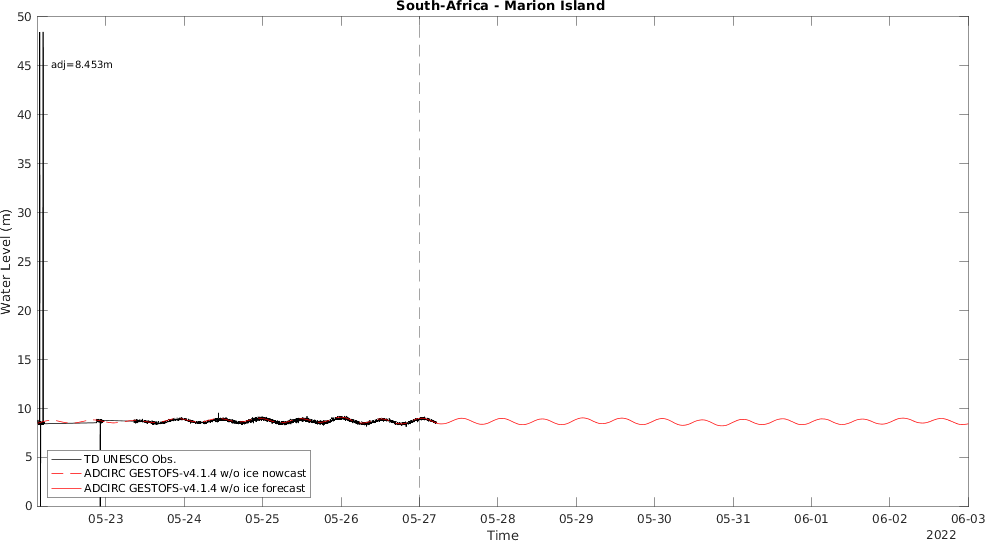 South-Africa - Marion Island
50
45
40
35
30
25
20
15
10
5
0
Water Level (m)
adj=8.453m
TD UNESCO Obs.
ADCIRC GESTOFS-v4.1.4 w/o ice nowcast
ADCIRC GESTOFS-v4.1.4 w/o ice forecast
05-23 05-24 05-25 05-26 05-27 05-28 05-29 05-30 05-31 06-01 06-02 06-03
Time
2022